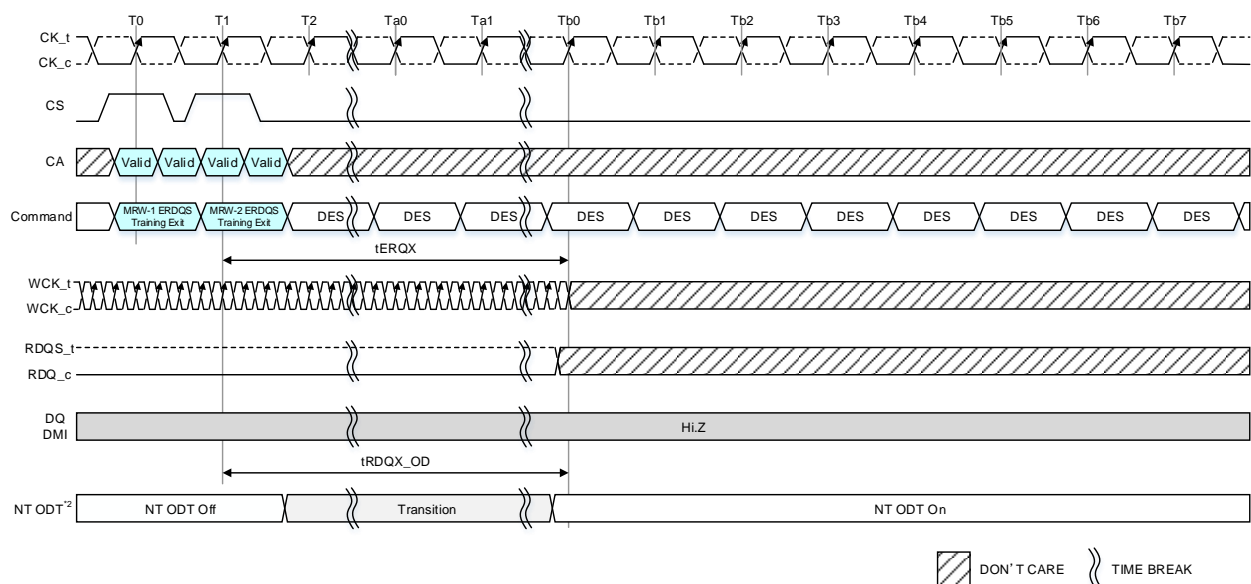 T0 T1 T2 Ta0 Ta1 Tb0 Tb1 Tb2 Tb3 Tb4 Tb5 Tb6 Tb7
CK_t
CK_c
CS
CA Valid Valid Valid Valid
Command MRW-1 ERDQS Training Exit MRW-2 ERDQS Training Exit DES DES DES DES DES DES DES DES DES DES DES
tERQX
WCK_t
WCK_c
RDQS_t
RDQ_c
DQ
DMI
Hi.Z
tRDQX_OD
NT ODT*2 NT ODT Off Transition NT ODT On
DON'T CARE TIME BREAK